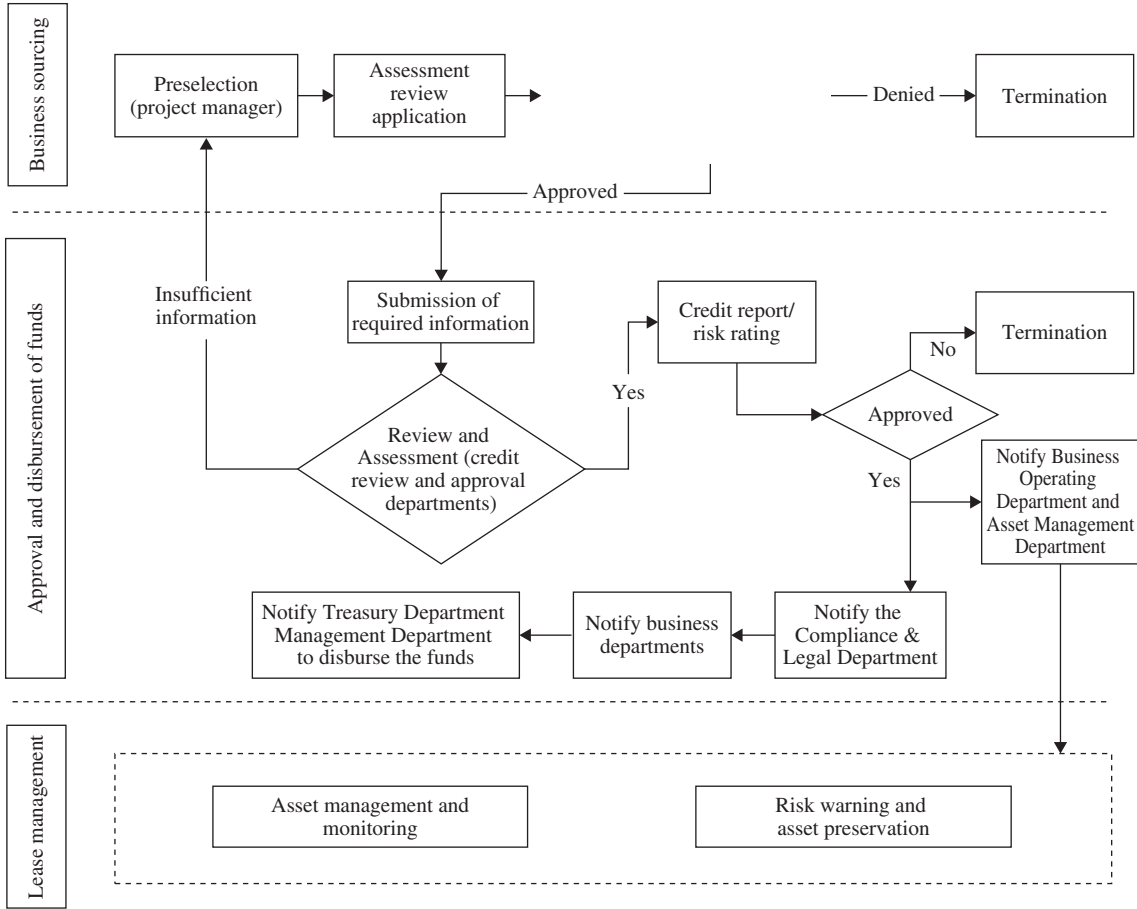 Business sourcing
Preselection
(project manager)
Assessment
review
application
Denied
Termination
Approved
Approval and disbursement of funds
Insufficient
information
Submission of
required information
Review and
Assessment (credit
review and approval
departments)
Yes
Credit report/
risk rating
Approved
No
Termination
Yes
Notify Business
Operating
Department and
Asset Management
Department
Notify the
Compliance &
Legal Department
Notify business
departments
Notify Treasury Department
Management Department
to disburse the funds
Lease management
Asset management and
monitoring
Risk warning and
asset preservation